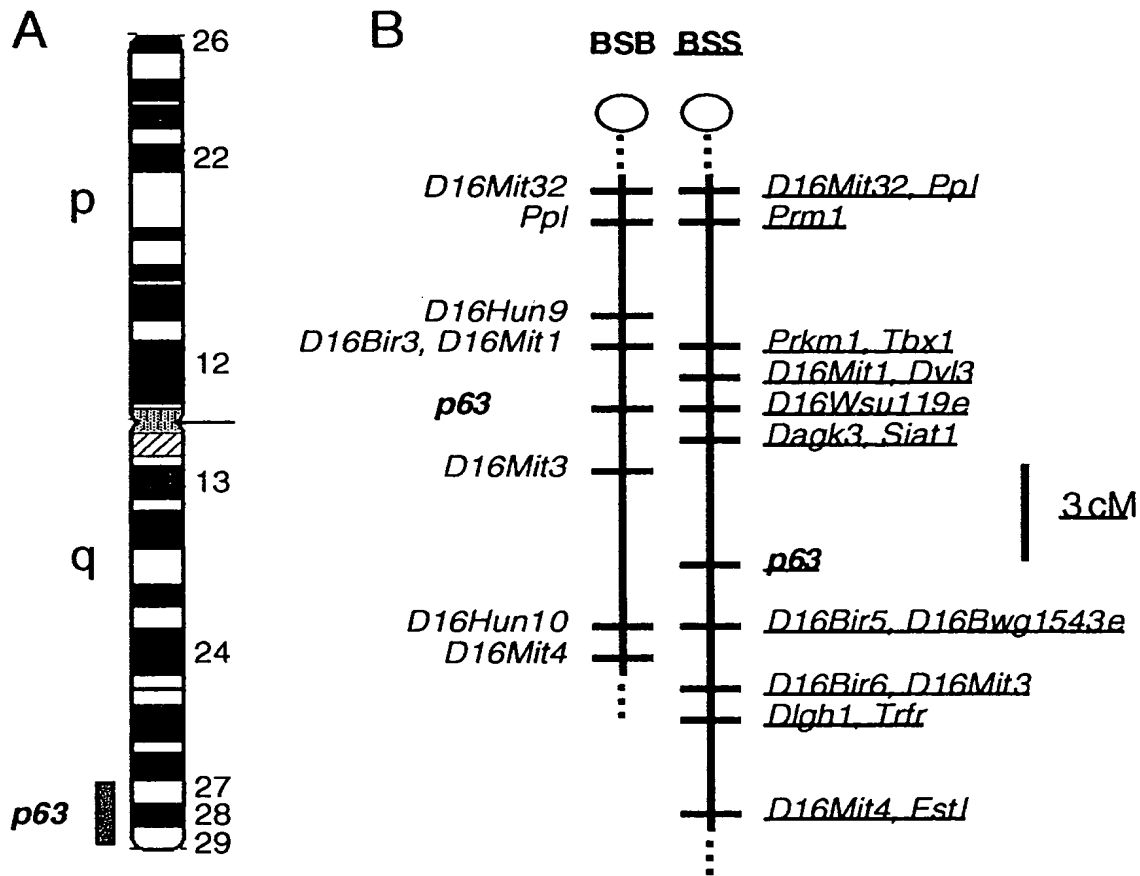 A
26
22
p
12
13
q
24
27
p63
28
29
B
BSB BSS
D16Mit32
D16Mit32, Ppl
Ppl
Prm1
D16Hun9
D16Bir3, D16Mit1
Prkm1, Tbx1
D16Mit1, Dvl3
p63
D16Wsu119e
Dagk3, Siat1
D16Mit3
3 cM
p63
D16Hun10
D16Bir5, D16Bwg1543e
D16Mit4
D16Bir6, D16Mit3
Dlgh1, Trfr
D16Mit4, Estl